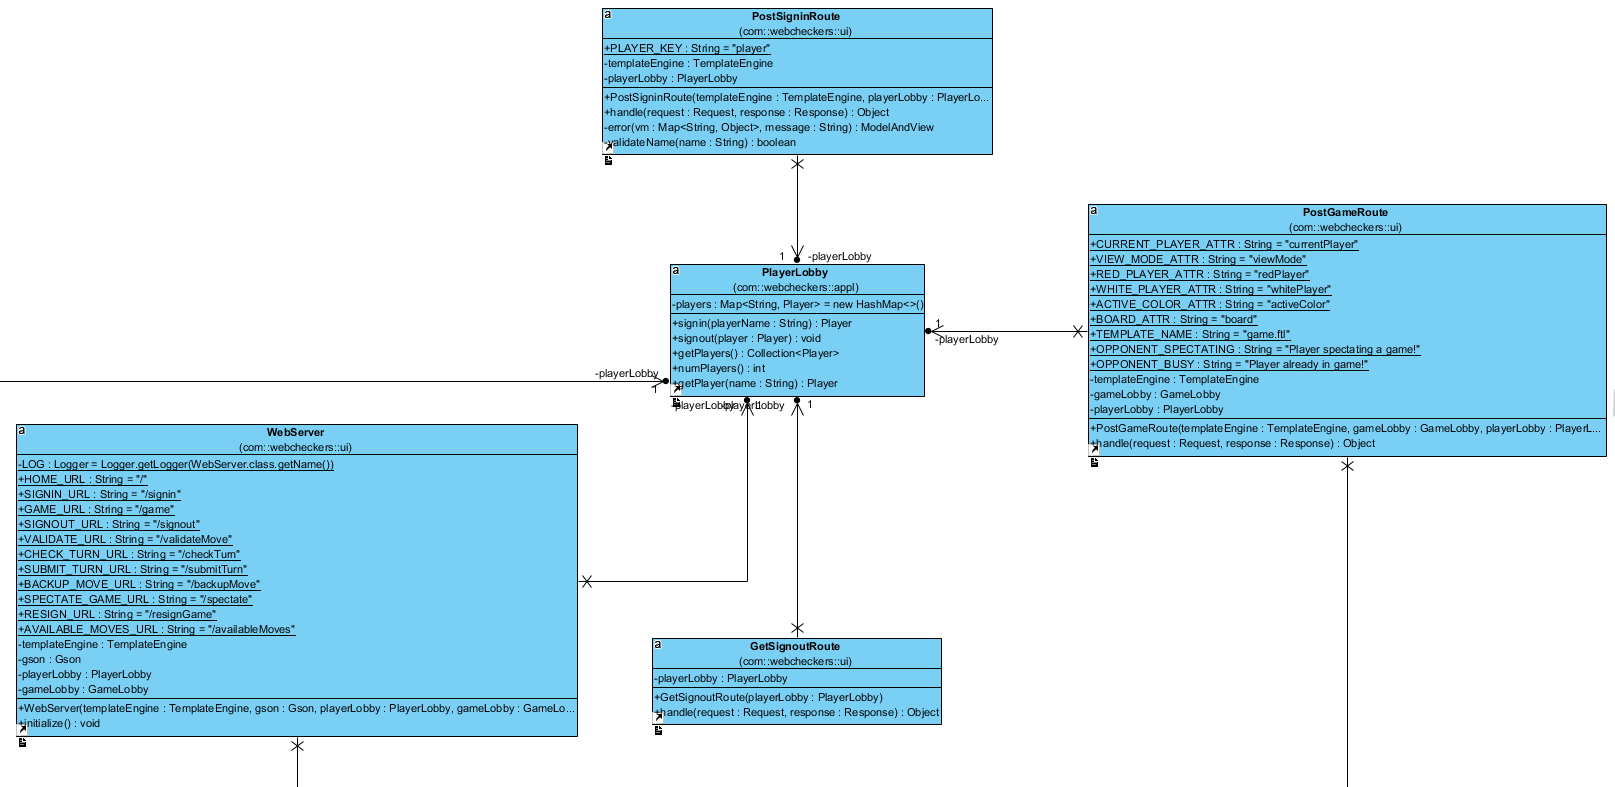 a
PostSigninRoute
(com::webcheckers::ui)
+PLAYER_KEY : String = "player"
-templateEngine : TemplateEngine
-playerLobby : PlayerLobby
+PostSigninRoute(templateEngine : TemplateEngine, playerLobby : PlayerLo...
+handle(request : Request, response : Response) : Object
-error(vm : Map<String, Object>, message : String) : ModelAndView
-validateName(name : String) : boolean
1
-playerLobby
a
PlayerLobby
(com::webcheckers::appl)
-players : Map<String, Player> = new HashMap<>()
+signin(playerName : String) : Player
+signout(player : Player) : void
+getPlayers() : Collection<Player>
+numPlayers() : int
+getPlayer(name : String) : Player
1
-playerLobby
-playerLobby
1
-playerLobby
1
-playerLobby
1
a
PostGameRoute
(com::webcheckers::ui)
+CURRENT_PLAYER_ATTR : String = "currentPlayer"
+VIEW_MODE_ATTR : String = "viewMode"
+RED_PLAYER_ATTR : String = "redPlayer"
+WHITE_PLAYER_ATTR : String = "whitePlayer"
+ACTIVE_COLOR_ATTR : String = "activeColor"
+BOARD_ATTR : String = "board"
+TEMPLATE_NAME : String = "game.ftl"
+OPPONENT_SPECTATING : String = "Player spectating a game!"
+OPPONENT_BUSY : String = "Player already in game!"
-templateEngine : TemplateEngine
-gameLobby : GameLobby
-playerLobby : PlayerLobby
+PostGameRoute(templateEngine : TemplateEngine, gameLobby : GameLobby, playerLobby : PlayerL...
+handle(request : Request, response : Response) : Object
a
WebServer
(com::webcheckers::ui)
-LOG : Logger = Logger.getLogger(WebServer.class.getName())
+HOME_URL : String = "/"
+SIGNIN_URL : String = "/signin"
+GAME_URL : String = "/game"
+SIGNOUT_URL : String = "/signout"
+VALIDATE_URL : String = "/validateMove"
+CHECK_TURN_URL : String = "/checkTurn"
+SUBMIT_TURN_URL : String = "/submitTurn"
+BACKUP_MOVE_URL : String = "/backupMove"
+SPECTATE_GAME_URL : String = "/spectate"
+RESIGN_URL : String = "/resignGame"
+AVAILABLE_MOVES_URL : String = "/availableMoves"
-templateEngine : TemplateEngine
-gson : Gson
-playerLobby : PlayerLobby
-gameLobby : GameLobby
+WebServer(templateEngine : TemplateEngine, gson : Gson, playerLobby : PlayerLobby, gameLobby : GameLo...
+initialize() : void
a
GetSignoutRoute
(com::webcheckers::ui)
-playerLobby : PlayerLobby
+GetSignoutRoute(playerLobby : PlayerLobby)
+handle(request : Request, response : Response) : Object